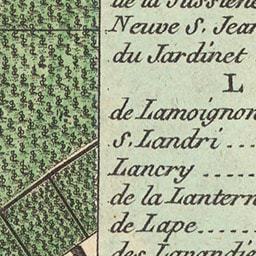 de la Jussienne
Neuve S. Jean
du Jardinet
L
de Lamoignon
S. Landri ...
Lancry ....
de la Lantern
de Lape .....
des Lavandie